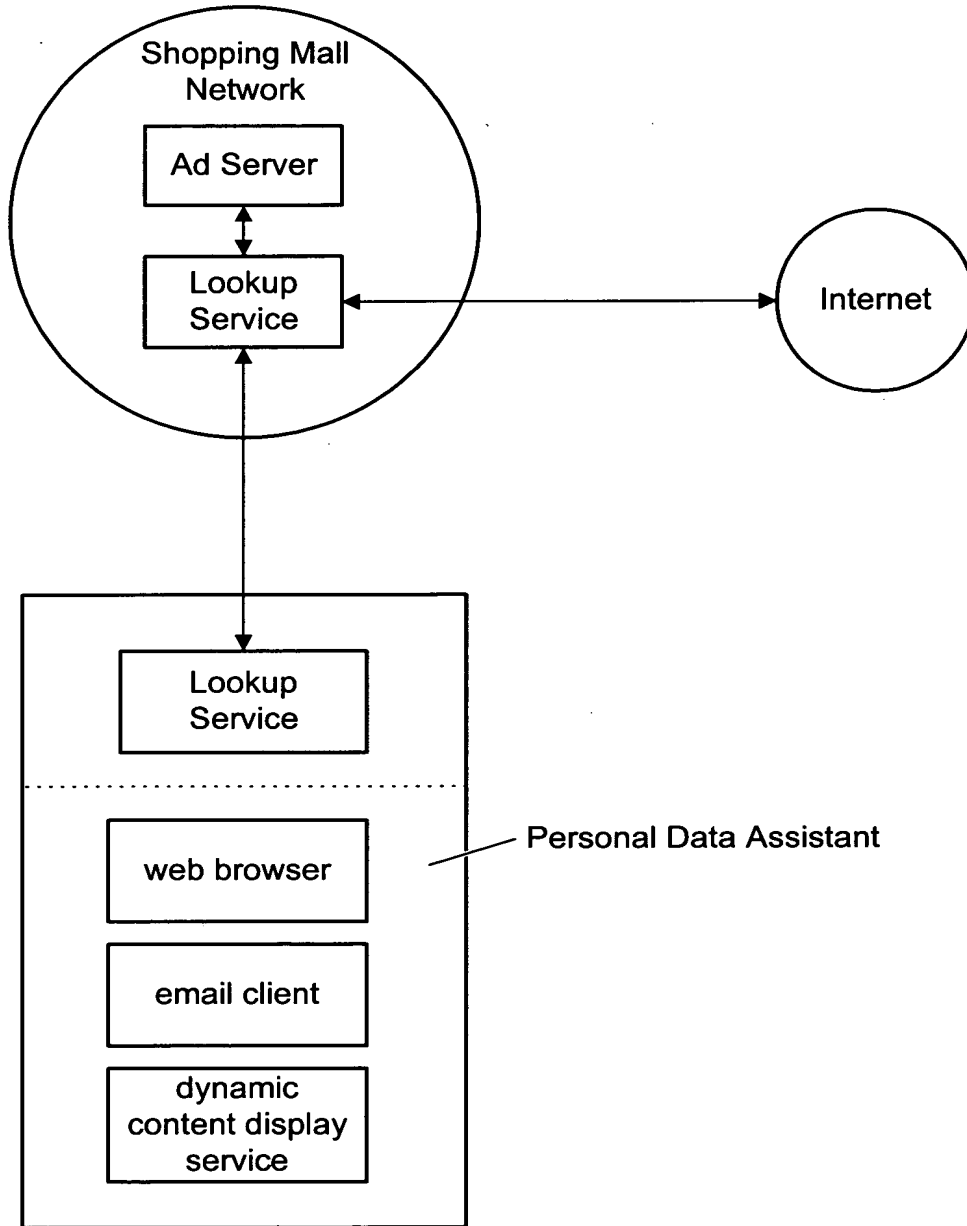 Shopping Mall
Network
Ad Server
Lookup
Service
Internet
Lookup
Service
Personal Data Assistant
web browser
email client
dynamic
content display
service